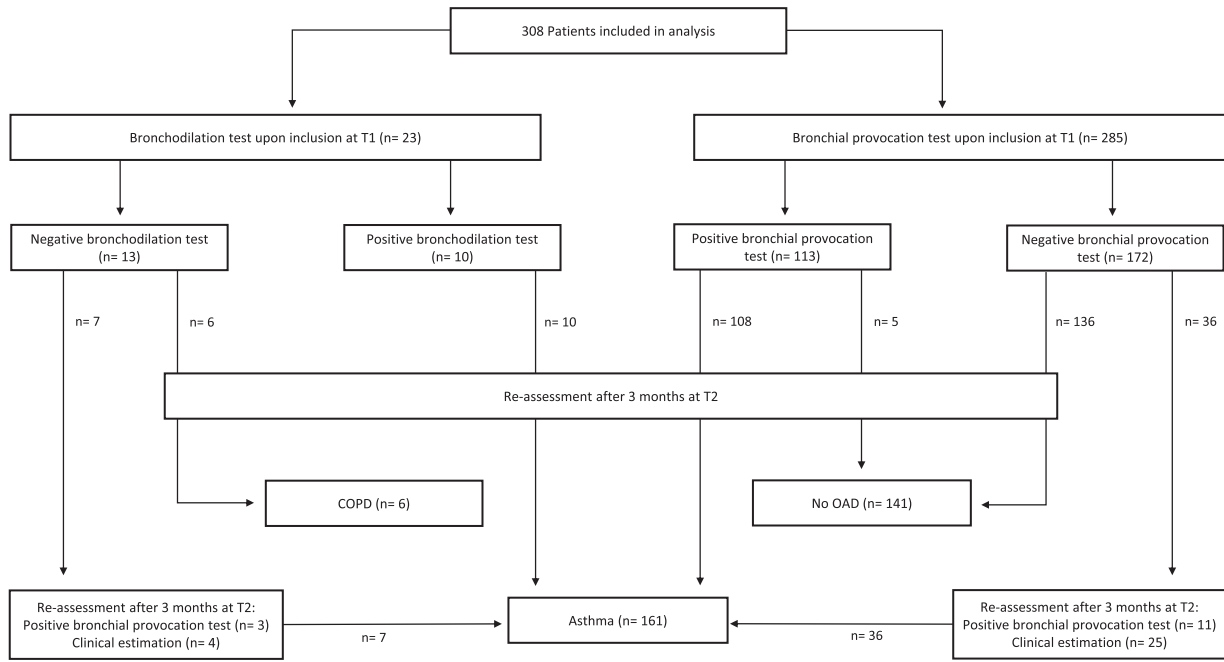 308 Patients included in analysis
Bronchodilation test upon inclusion at T1 (n= 23)
Bronchial provocation test upon inclusion at T1 (n= 285)
Negative bronchodilation test
(n= 13)
Positive bronchodilation test
(n= 10)
Positive bronchial provocation
test (n= 113)
Negative bronchial provocation
test (n= 172)
n= 7
n= 6
n= 10
n= 108
n= 5
n= 136
n= 36
Re-assessment after 3 months at T2
COPD (n= 6)
No OAD (n= 141)
Re-assessment after 3 months at T2:
Positive bronchial provocation test (n= 3)
Clinical estimation (n= 4)
n= 7
Asthma (n= 161)
n= 36
Re-assessment after 3 months at T2:
Positive bronchial provocation test (n= 11)
Clinical estimation (n= 25)